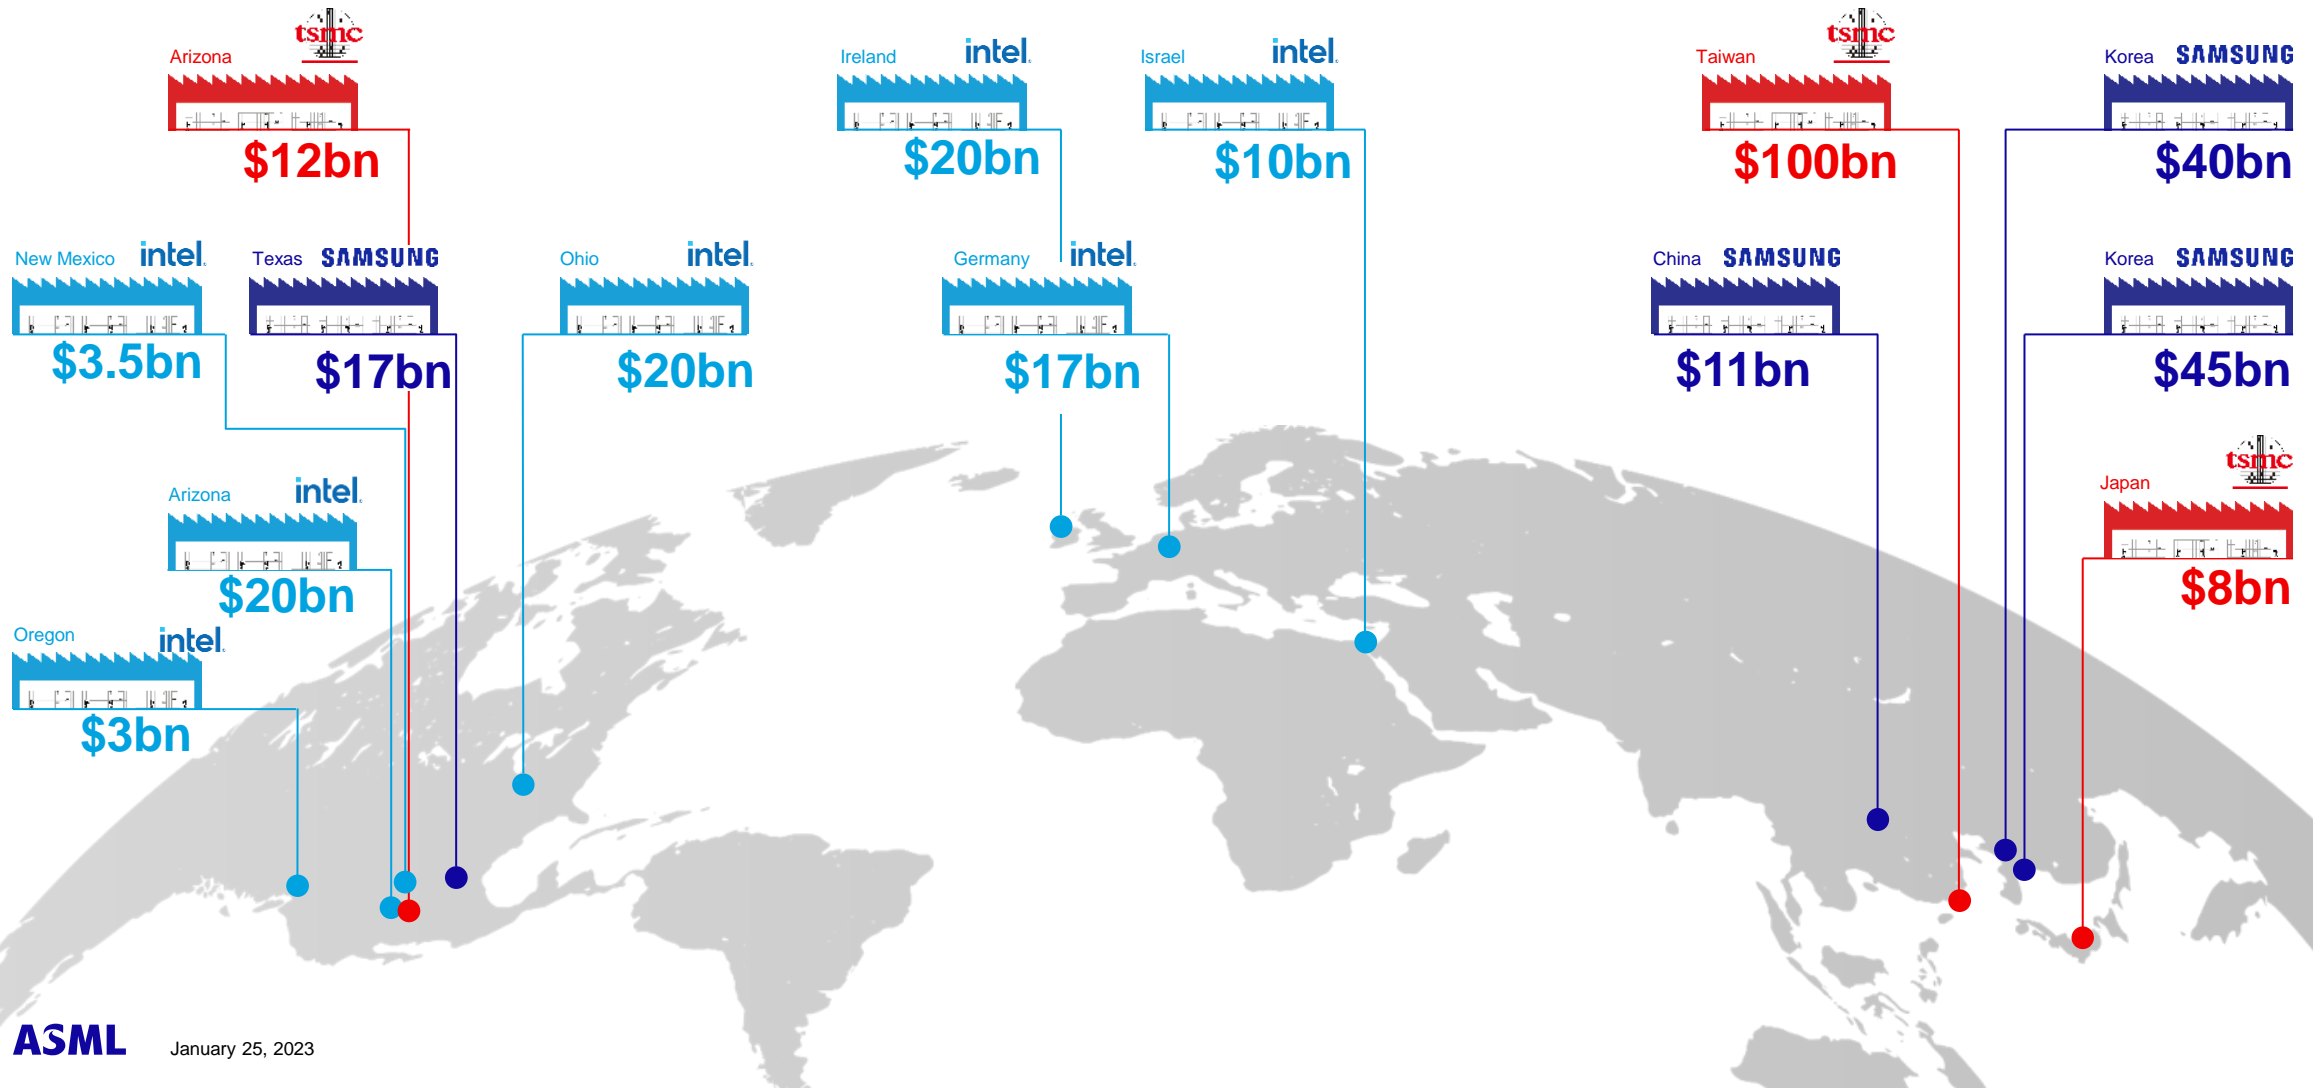 Arizona tsmc
$12bn
Ireland intel
$20bn
Israel intel
$10bn
Taiwan tsmc
$100bn
Korea SAMSUNG
$40bn
New Mexico intel
$3.5bn
Texas SAMSUNG
$17bn
Ohio intel
$20bn
Germany intel
$17bn
China SAMSUNG
$11bn
Korea SAMSUNG
$45bn
Arizona intel
$20bn
Japan tsmc
$8bn
Oregon intel
$3bn
ASML January 25, 2023